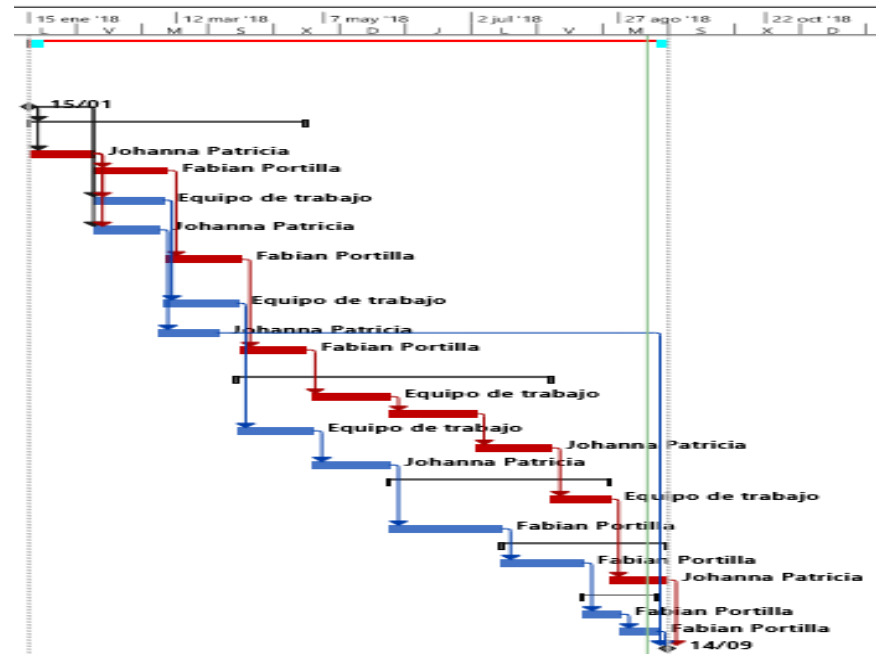 15 ene '18 12 mar '18 7 may '18 2 jul '18 27 ago '18 22 oct '18
L V M S X D J L V M S X D
15/01
Johanna Patricia
Fabian Portilla
Equipo de trabajo
Johanna Patricia
Fabian Portilla
Equipo de trabajo
Johanna Patricia
Fabian Portilla
Equipo de trabajo
Equipo de trabajo
Johanna Patricia
Johanna Patricia
Equipo de trabajo
Fabian Portilla
Fabian Portilla
Johanna Patricia
Fabian Portilla
Fabian Portilla
14/09